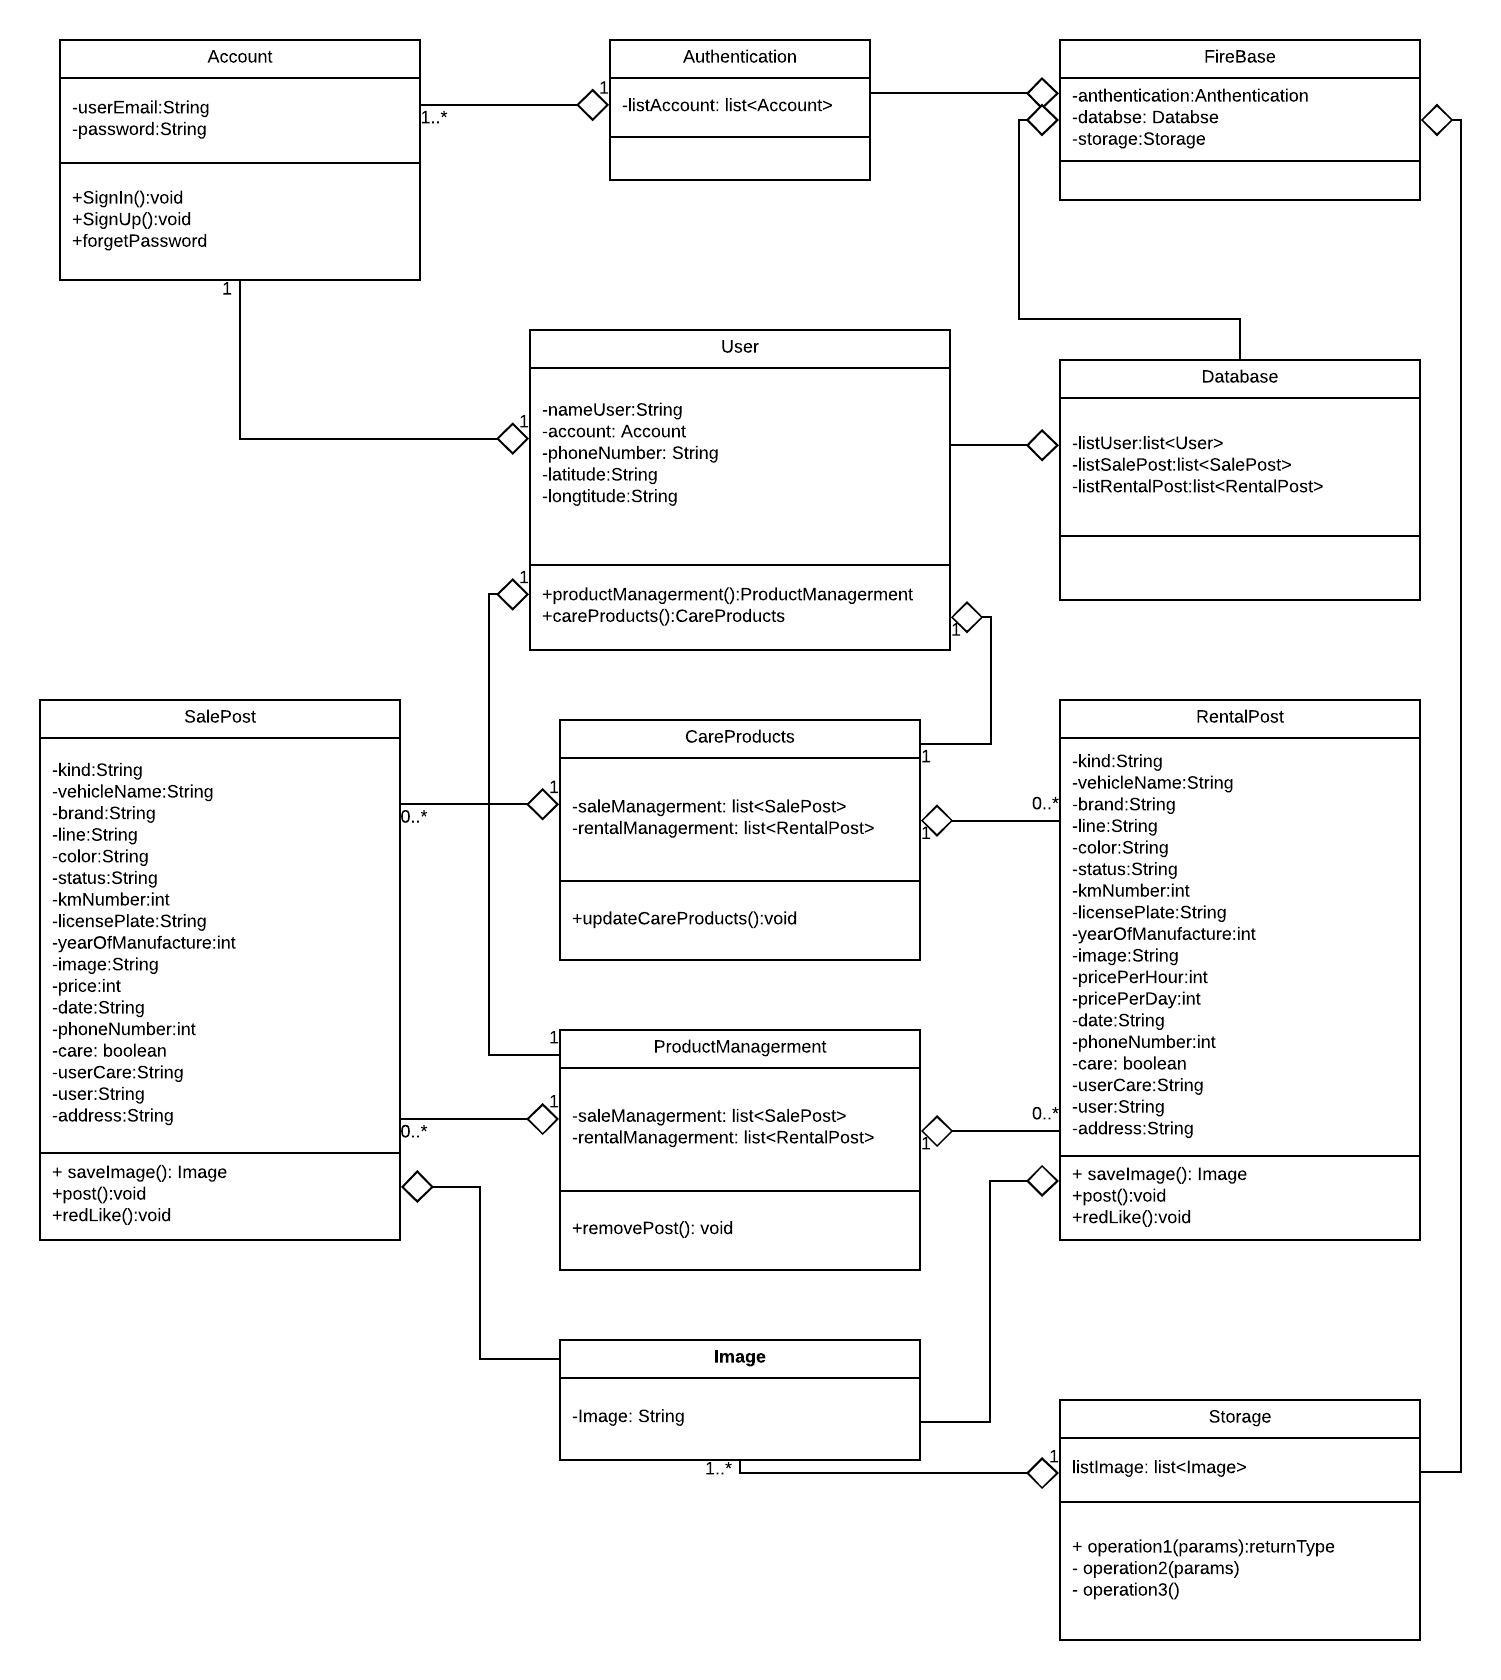 Account
-userEmail:String
-password:String
+SignIn():void
+SignUp():void
+forgetPassword
1..*
1
1
Authentication
-listAccount: list<Account>
FireBase
-anthentication:Anthentication
-databse: Databse
-storage:Storage
User
-nameUser:String
-account: Account
-phoneNumber: String
-latitude:String
-longtitude:String
+productManagerment():ProductManagerment
+careProducts():CareProducts
1
1
1
Database
-listUser:list<User>
-listSalePost:list<SalePost>
-listRentalPost:list<RentalPost>
SalePost
-kind:String
-vehicleName:String
-brand:String
-line:String
-color:String
-status:String
-kmNumber:int
-licensePlate:String
-yearOfManufacture:int
-image:String
-price:int
-date:String
-phoneNumber:int
-care: boolean
-userCare:String
-user:String
-address:String
+ saveImage(): Image
+post():void
+redLike():void
0..*
0..*
CareProducts
-saleManagerment: list<SalePost>
-rentalManagerment: list<RentalPost>
+updateCareProducts():void
1
1
1
ProductManagerment
-saleManagerment: list<SalePost>
-rentalManagerment: list<RentalPost>
+removePost(): void
1
1
1
RentalPost
-kind:String
-vehicleName:String
-brand:String
-line:String
-color:String
-status:String
-kmNumber:int
-licensePlate:String
-yearOfManufacture:int
-image:String
-pricePerHour:int
-pricePerDay:int
-date:String
-phoneNumber:int
-care: boolean
-userCare:String
-user:String
-address:String
+ saveImage(): Image
+post():void
+redLike():void
0..*
0..*
Image
-Image: String
1..*
1
Storage
listImage: list<Image>
+ operation1(params):returnType
- operation2(params)
- operation3()